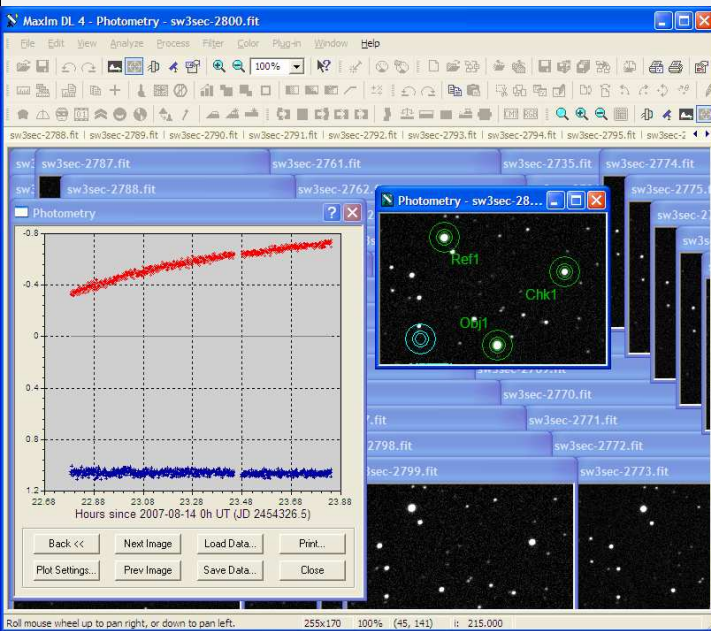 MaxIm DL 4 - Photometry - sw3sec-2800.fit
File Edit View Analyze Process Filter Color Plug-in Window Help
100%
sw3sec-2788.fit sw3sec-2789.fit sw3sec-2790.fit sw3sec-2791.fit sw3sec-2792.fit sw3sec-2793.fit sw3sec-2794.fit sw3sec-2795.fit sw3sec-2
sw: sw3sec-2787.fit sw3sec-2761.fit sw3sec-2735.fit sw3sec-2774.fit
sw3sec-2788.fit sw3sec-2762 sw3sec-2775.f
Photometry
Photometry - sw3sec-28...
Ref1
Chk1
Obj1
-0.8
-0.4
0
0.4
0.8
1.2
22.68 22.88 23.08 23.28 23.48 23.68 23.88
Hours since 2007-08-14 0h UT (JD 2454326.5)
Back << Next Image Load Data... Print...
Plot Settings... Prev Image Save Data... Close
sw3sec-2770.fit
7.fit sw3sec-2771.fit
2798.fit sw3sec-2772.fit
sec-2799.fit sw3sec-2773.fit
Roll mouse wheel up to pan right, or down to pan left. 255x170 100% (45, 141) i: 215.000